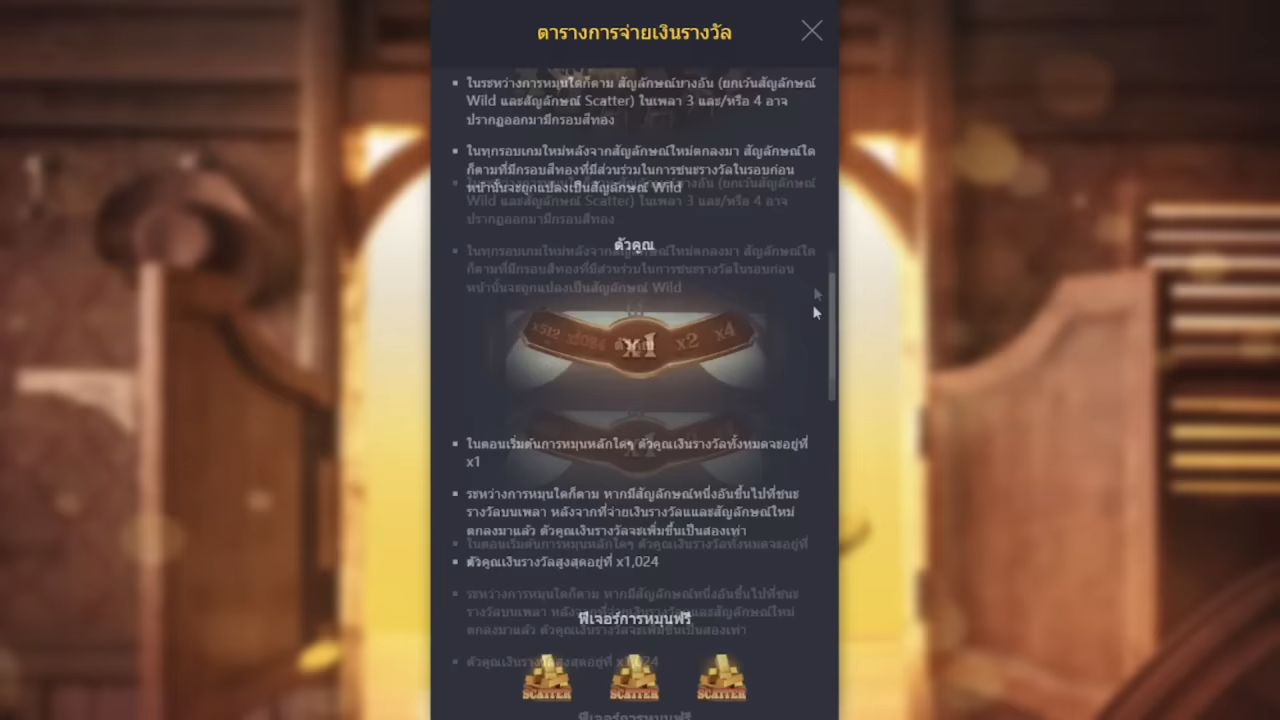 ตารางการจ่ายเงินรางวัล
ในระหว่างการหมุนใดก็ตาม สัญลักษณ์บางอัน (ยกเว้นสัญลักษณ์
Wild และสัญลักษณ์ Scatter) ในเพลา 3 และ/หรือ 4 อาจ
ปรากฏออกมามีกรอบสีทอง
ในทุกรอบเกมใหม่หลังจากสัญลักษณ์ใหม่ตกลงมา สัญลักษณ์ใด
ก็ตามที่มีกรอบสีทองที่มีส่วนร่วมในการชนะรางวัลในรอบก่อน
หน้านั้นจะถูกแปลงเป็นสัญลักษณ์ Wild
ตัวคูณ
x512 x1024 x1 x2 x4
ในตอนเริ่มต้นการหมุนหลักใดๆ ตัวคูณเงินรางวัลทั้งหมดจะอยู่ที่
x1
ระหว่างการหมุนใดก็ตาม หากมีสัญลักษณ์หนึ่งอันขึ้นไปที่ชนะ
รางวัลบนเพลา หลังจากที่จ่ายเงินรางวัลและสัญลักษณ์ใหม่
ตกลงมาแล้ว ตัวคูณเงินรางวัลจะเพิ่มขึ้นเป็นสองเท่า
ตัวคูณเงินรางวัลสูงสุดอยู่ที่ x1,024
ฟีเจอร์การหมุนฟรี
SCATTER SCATTER SCATTER